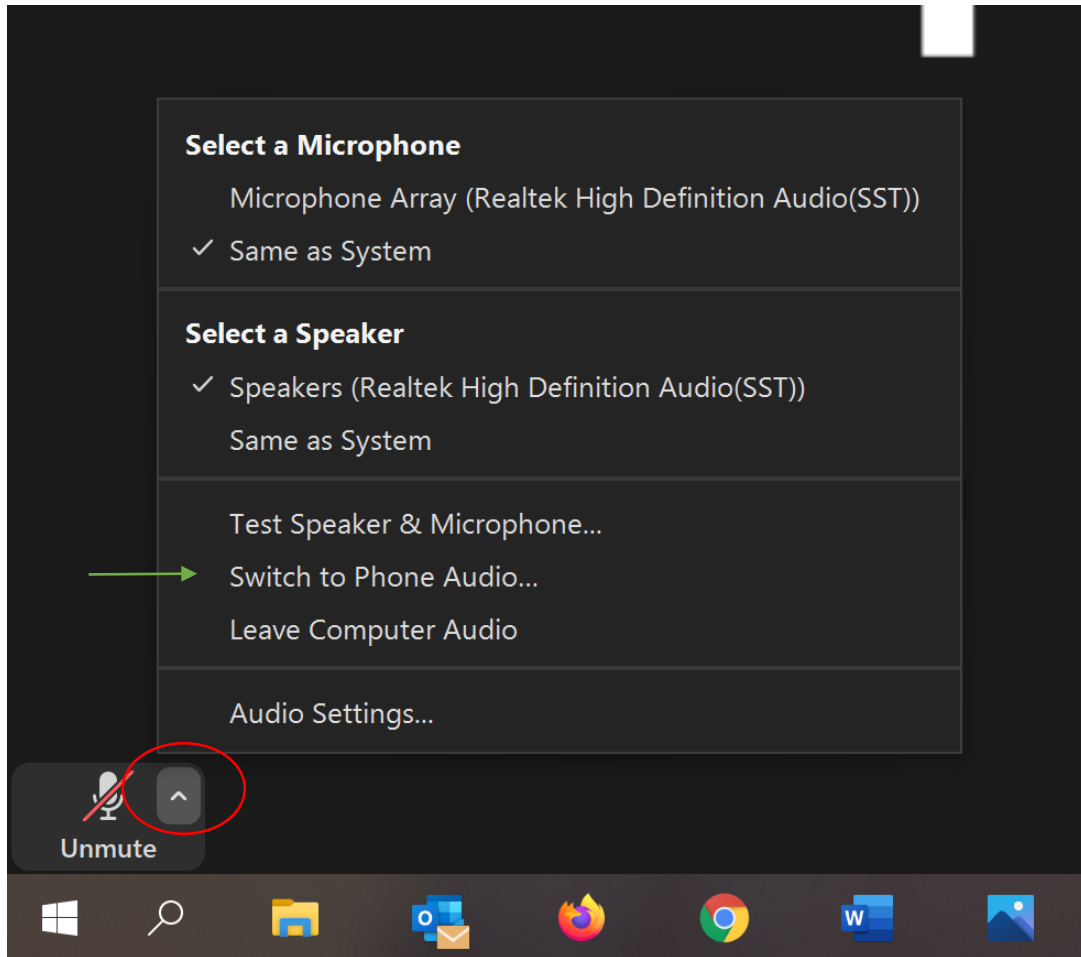 Select a Microphone
Microphone Array (Realtek High Definition Audio(SST))
Same as System
Select a Speaker
Speakers (Realtek High Definition Audio(SST))
Same as System
Test Speaker & Microphone...
Switch to Phone Audio...
Leave Computer Audio
Audio Settings...
Unmute
O
W